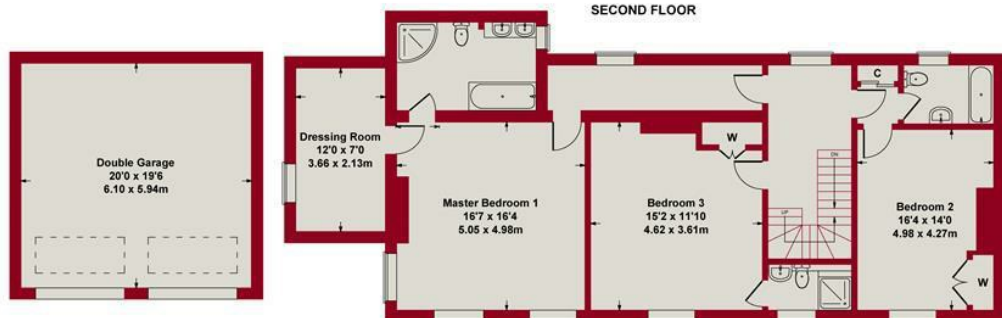 SECOND FLOOR
Double Garage
20'0 x 19'6
6.10 x 5.94m
Dressing Room
12'0 x 7'0
3.66 x 2.13m
Master Bedroom 1
16'7 x 16'4
5.05 x 4.98m
W
Bedroom 3
15'2 x 11'10
4.62 x 3.61m
DN
UP
C
Bedroom 2
16'4 x 14'0
4.98 x 4.27m
W